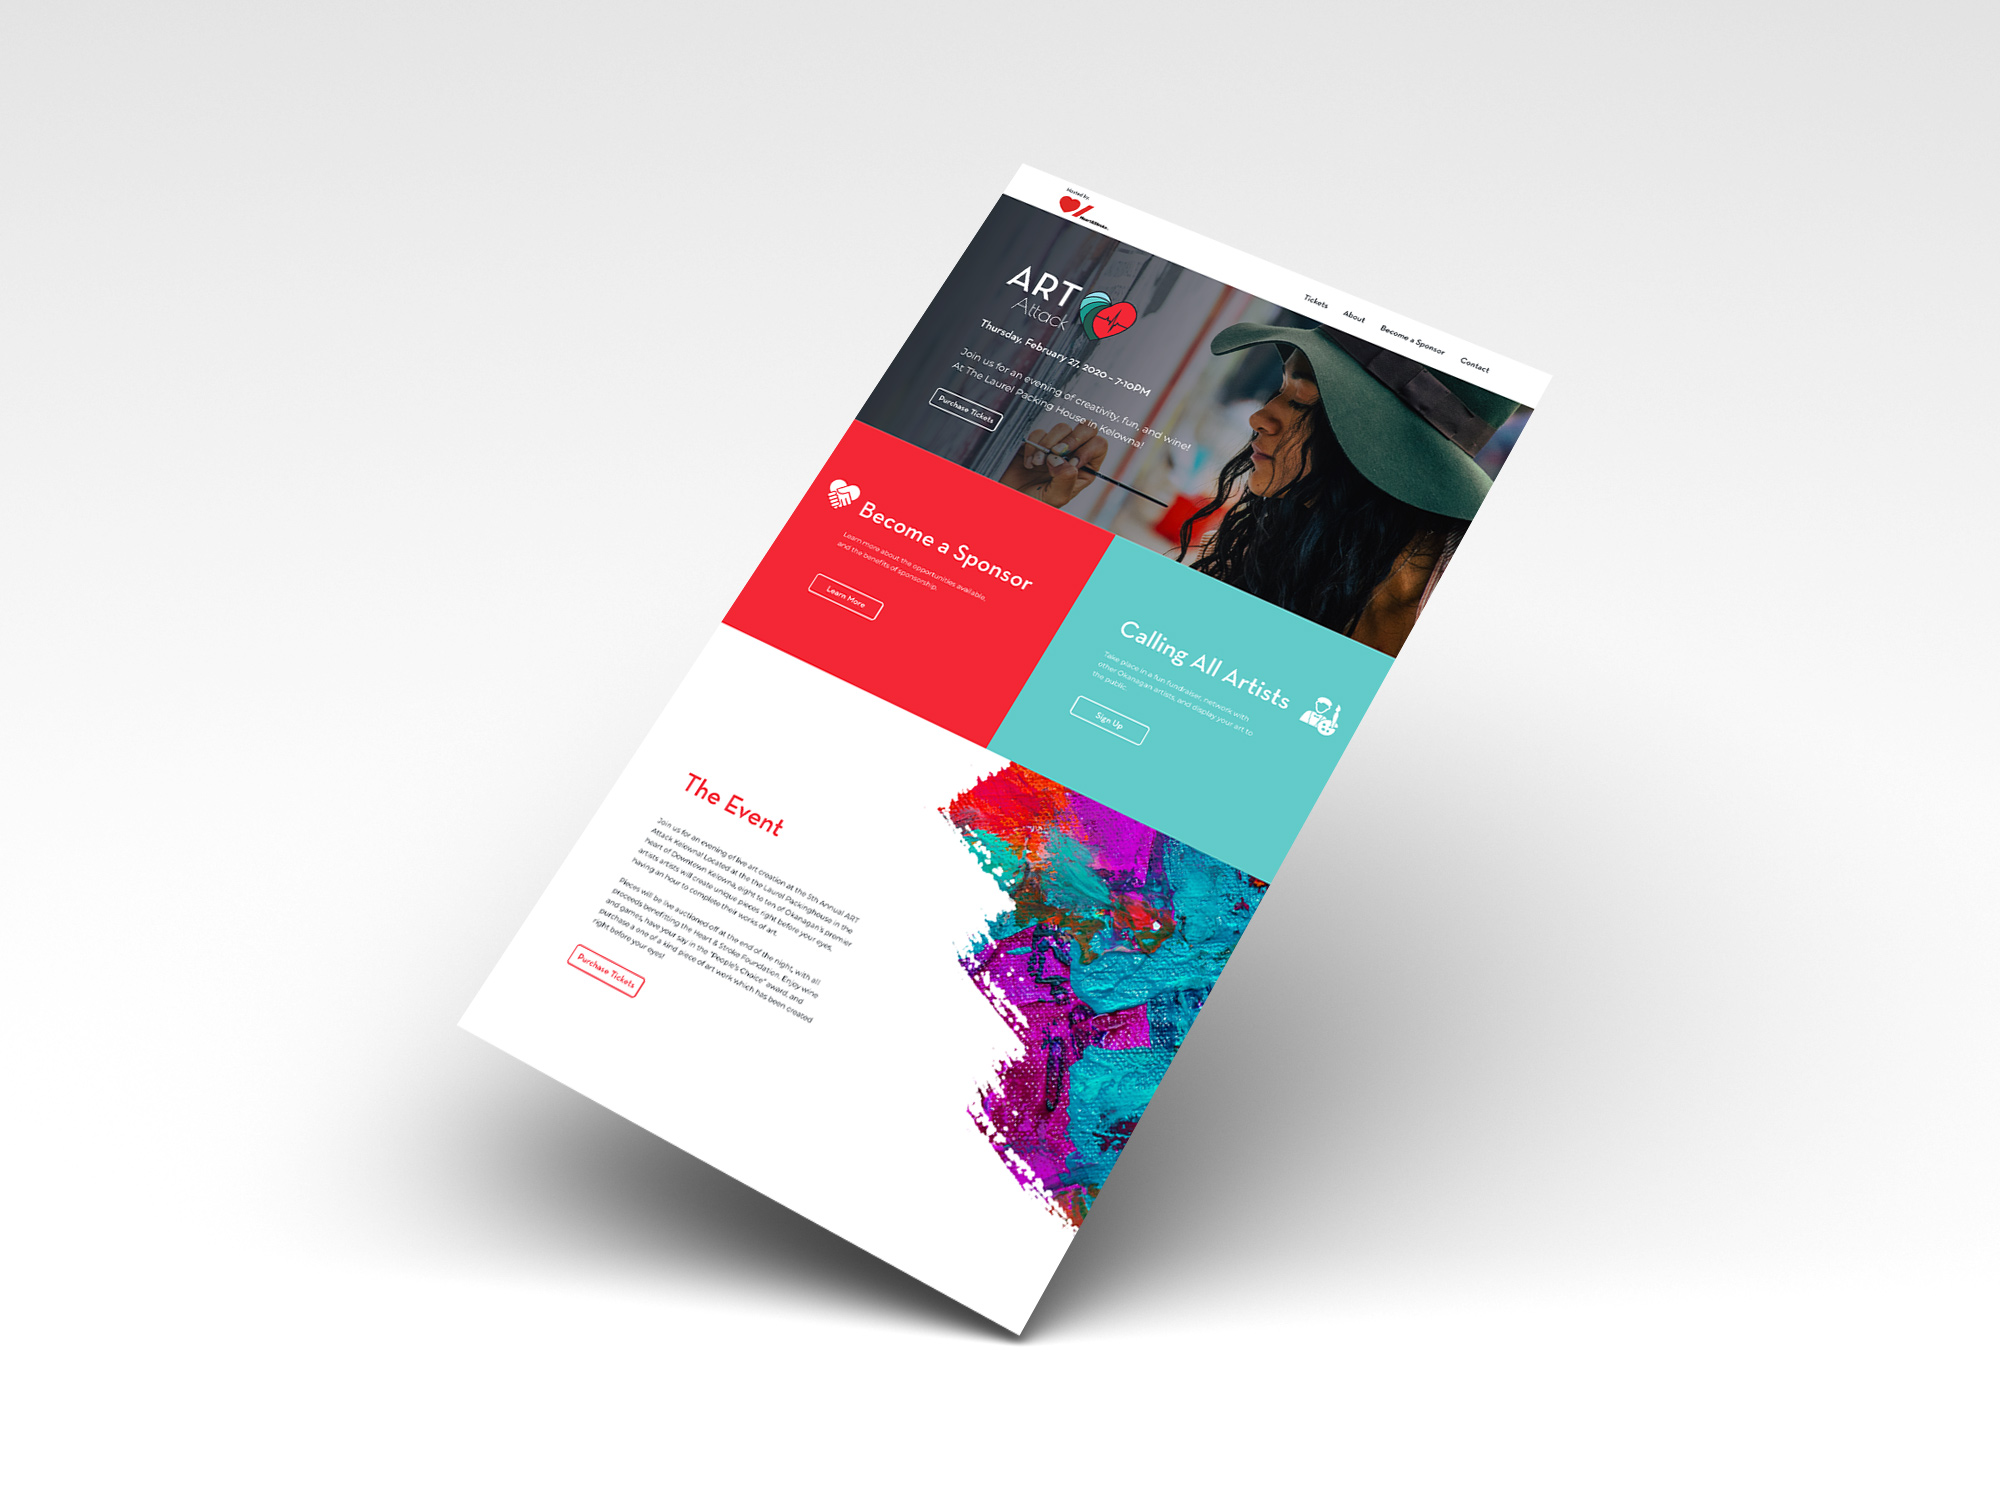 Hosted by
Heart&Stroke
Tickets
About
Become a Sponsor
Contact
ART
Attack
Thursday, February 27, 2020 - 7-10PM
Join us for an evening of creativity, fun, and wine!
At The Laurel Packing House in Kelowna!
Purchase Tickets
Become a Sponsor
Learn more about the opportunities available,
and the benefits of sponsorship.
Learn More
Calling All Artists
Take place in a fun fundraiser, network with
other Okanagan artists, and display your art to
the public.
Sign Up
The Event
Join us for an evening of live art creation at the 5th Annual ART
Attack Kelowna! Located at the the Laurel Packinghouse in the
heart of Downtown Kelowna, eight to ten of Okanagan's premier
artists artists will create unique pieces right before your eyes,
having an hour to complete their works of art.
Pieces will be live auctioned off at the end of the night, with all
proceeds benefitting the Heart & Stroke Foundation. Enjoy wine
and games, have your say in the "People's Choice" award, and
purchase a one of a kind piece of art work which has been created
right before your eyes!
Purchase Tickets